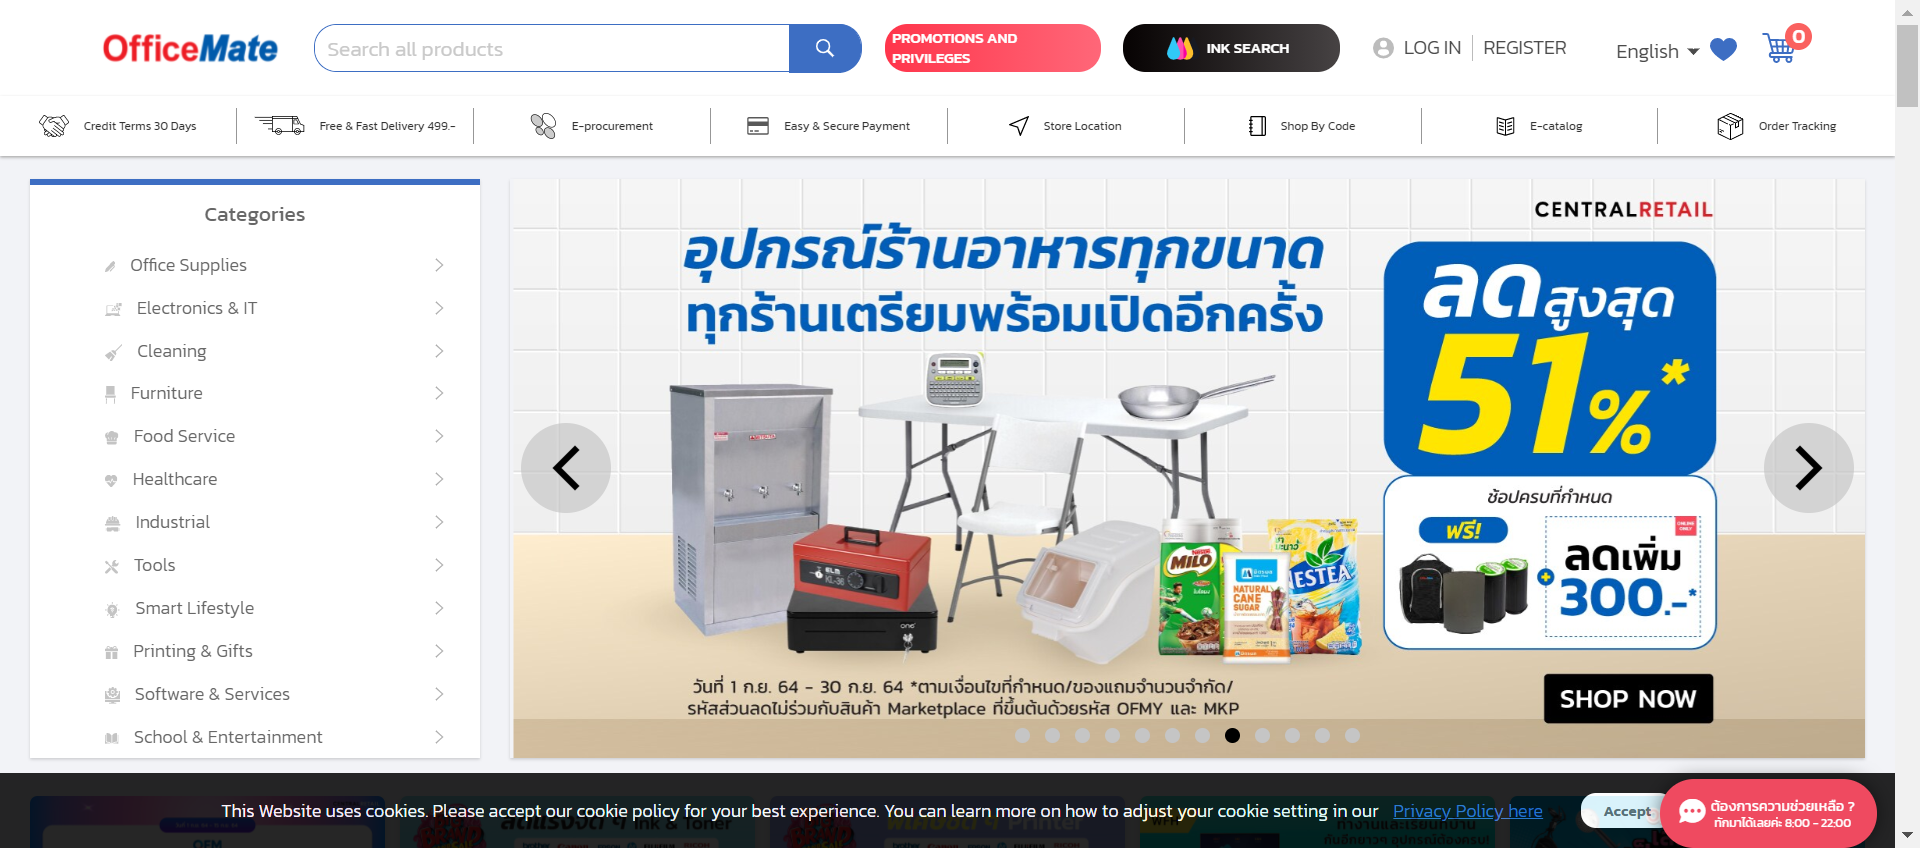 OfficeMate
Search all products
PROMOTIONS AND
PRIVILEGES
INK SEARCH
LOG IN
REGISTER
English
0
Credit Terms 30 Days
Free & Fast Delivery 499.-
E-procurement
Easy & Secure Payment
Store Location
Shop By Code
E-catalog
Order Tracking
Categories
Office Supplies
Electronics & IT
Cleaning
Furniture
Food Service
Healthcare
Industrial
Tools
Smart Lifestyle
Printing & Gifts
Software & Services
School & Entertainment
CENTRALRETAIL
อุปกรณ์ร้านอาหารทุกขนาด
ทุกร้านเตรียมพร้อมเปิดอีกครั้ง
ลดสูงสุด
51%*
ช้อปครบที่กำหนด
ฟรี!
ONLINE
ONLY
ลดเพิ่ม
300.-*
ELM
KL-36
one
MILO
NATURAL
CANE
SUGAR
NESTEA
วันที่ 1 ก.ย. 64 - 30 ก.ย. 64 *ตามเงื่อนไขที่กำหนด/ของแถมจำนวนจำกัด/
รหัสส่วนลดไม่ร่วมกับสินค้า Marketplace ที่ขึ้นต้นด้วยรหัส OFMY และ MKP
SHOP NOW
This Website uses cookies. Please accept our cookie policy for your best experience. You can learn more on how to adjust your cookie setting in our Privacy Policy here
Accept
ต้องการความช่วยเหลือ ?
ทักมาได้เลยค่ะ 8:00 - 22:00